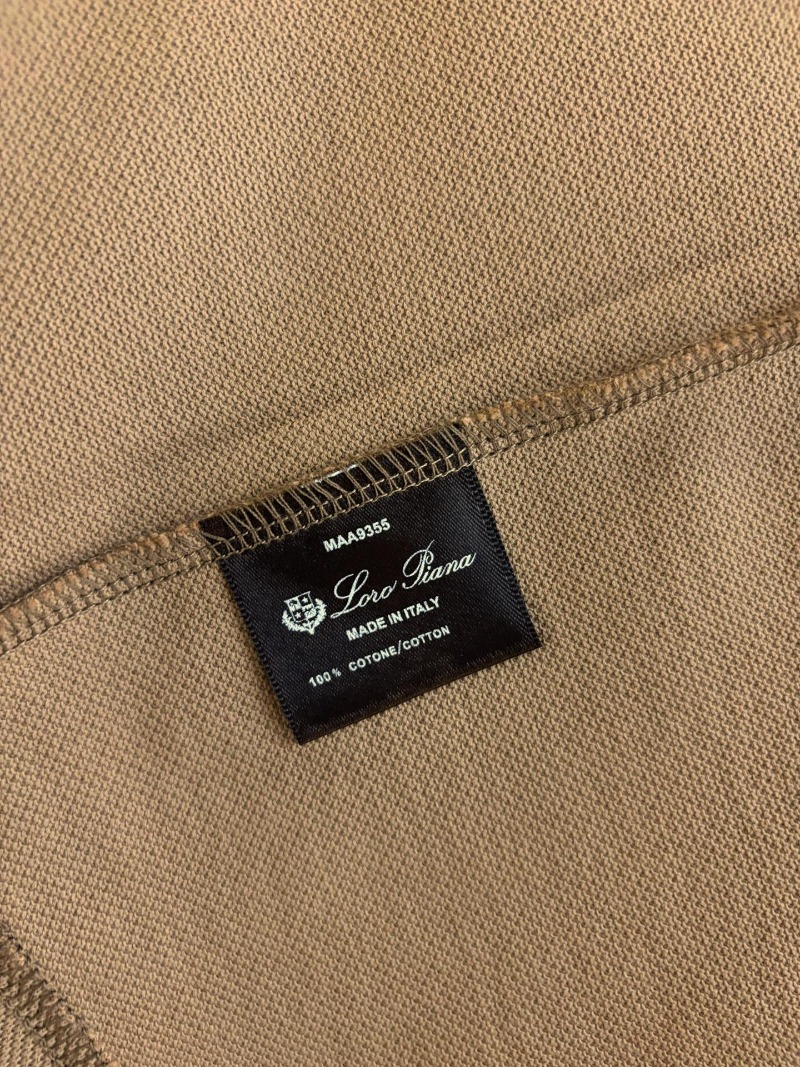 MAA9355
Loro Piana
MADE IN ITALY
100% COTONE/COTTON